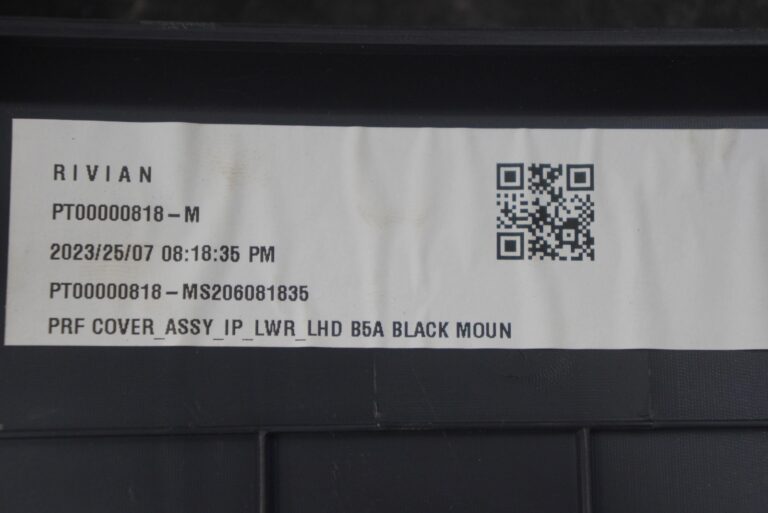 RIVIAN
PT00000818-M
2023/25/07 08:18:35 PM
PT00000818-MS206081835
PRF COVER_ASSY_IP_LWR_LHD B5A BLACK MOUN